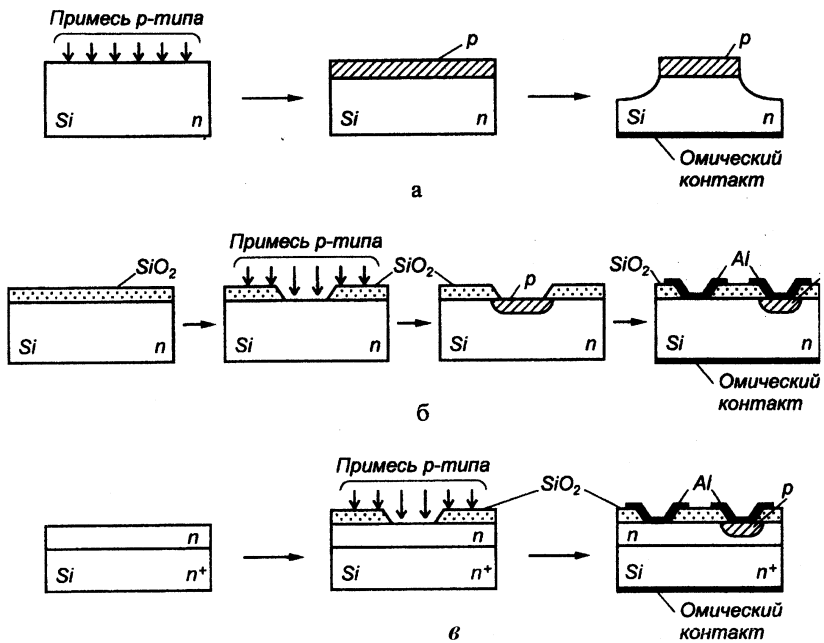 Примесь p-типа
p
p
Si n
Si n
Si n
Омический
контакт
а
Примесь p-типа
SiO2
SiO2
p
SiO2
Al
Si n
Si n
Si n
Si n
Омический
контакт
б
Примесь p-типа
SiO2
Al
p
n
n
n
Si n+
Si
Si n+
Омический
контакт
в